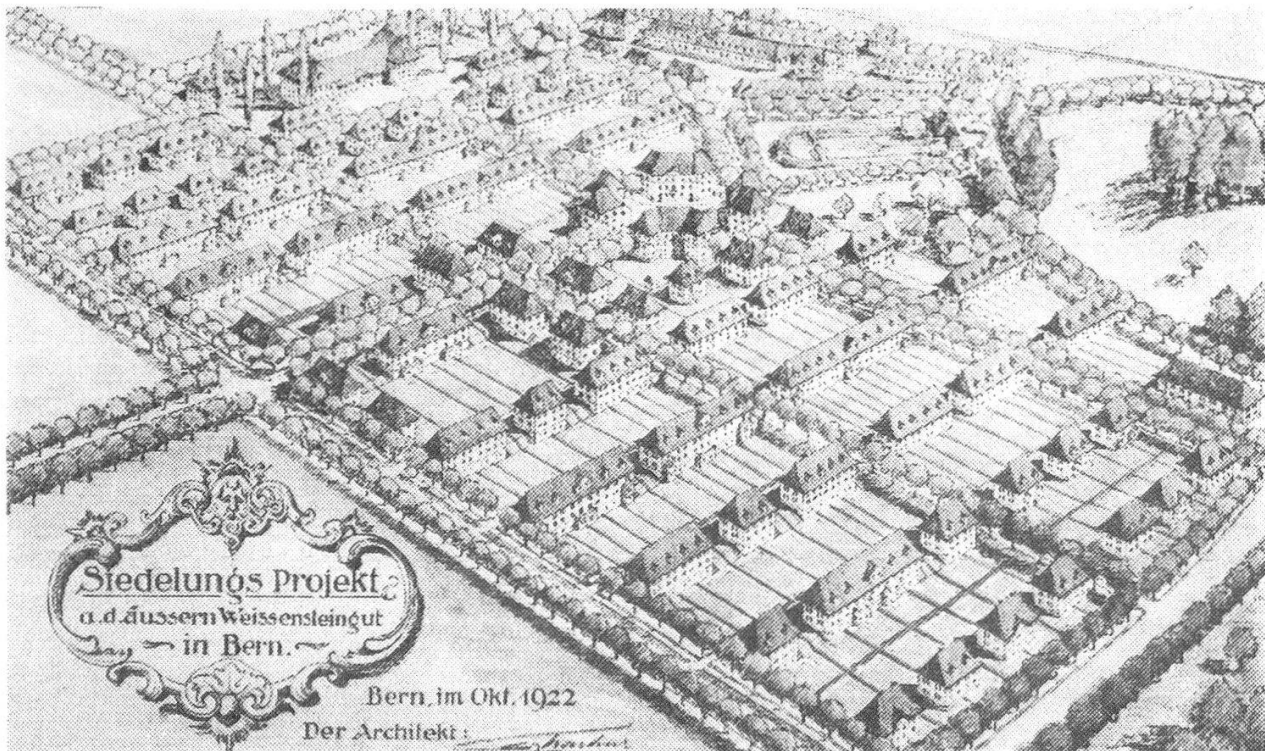 Siedelungs Projekt
a.d. äussern Weissensteingut
in Bern.
Bern, im Okt. 1922
Der Architekt: